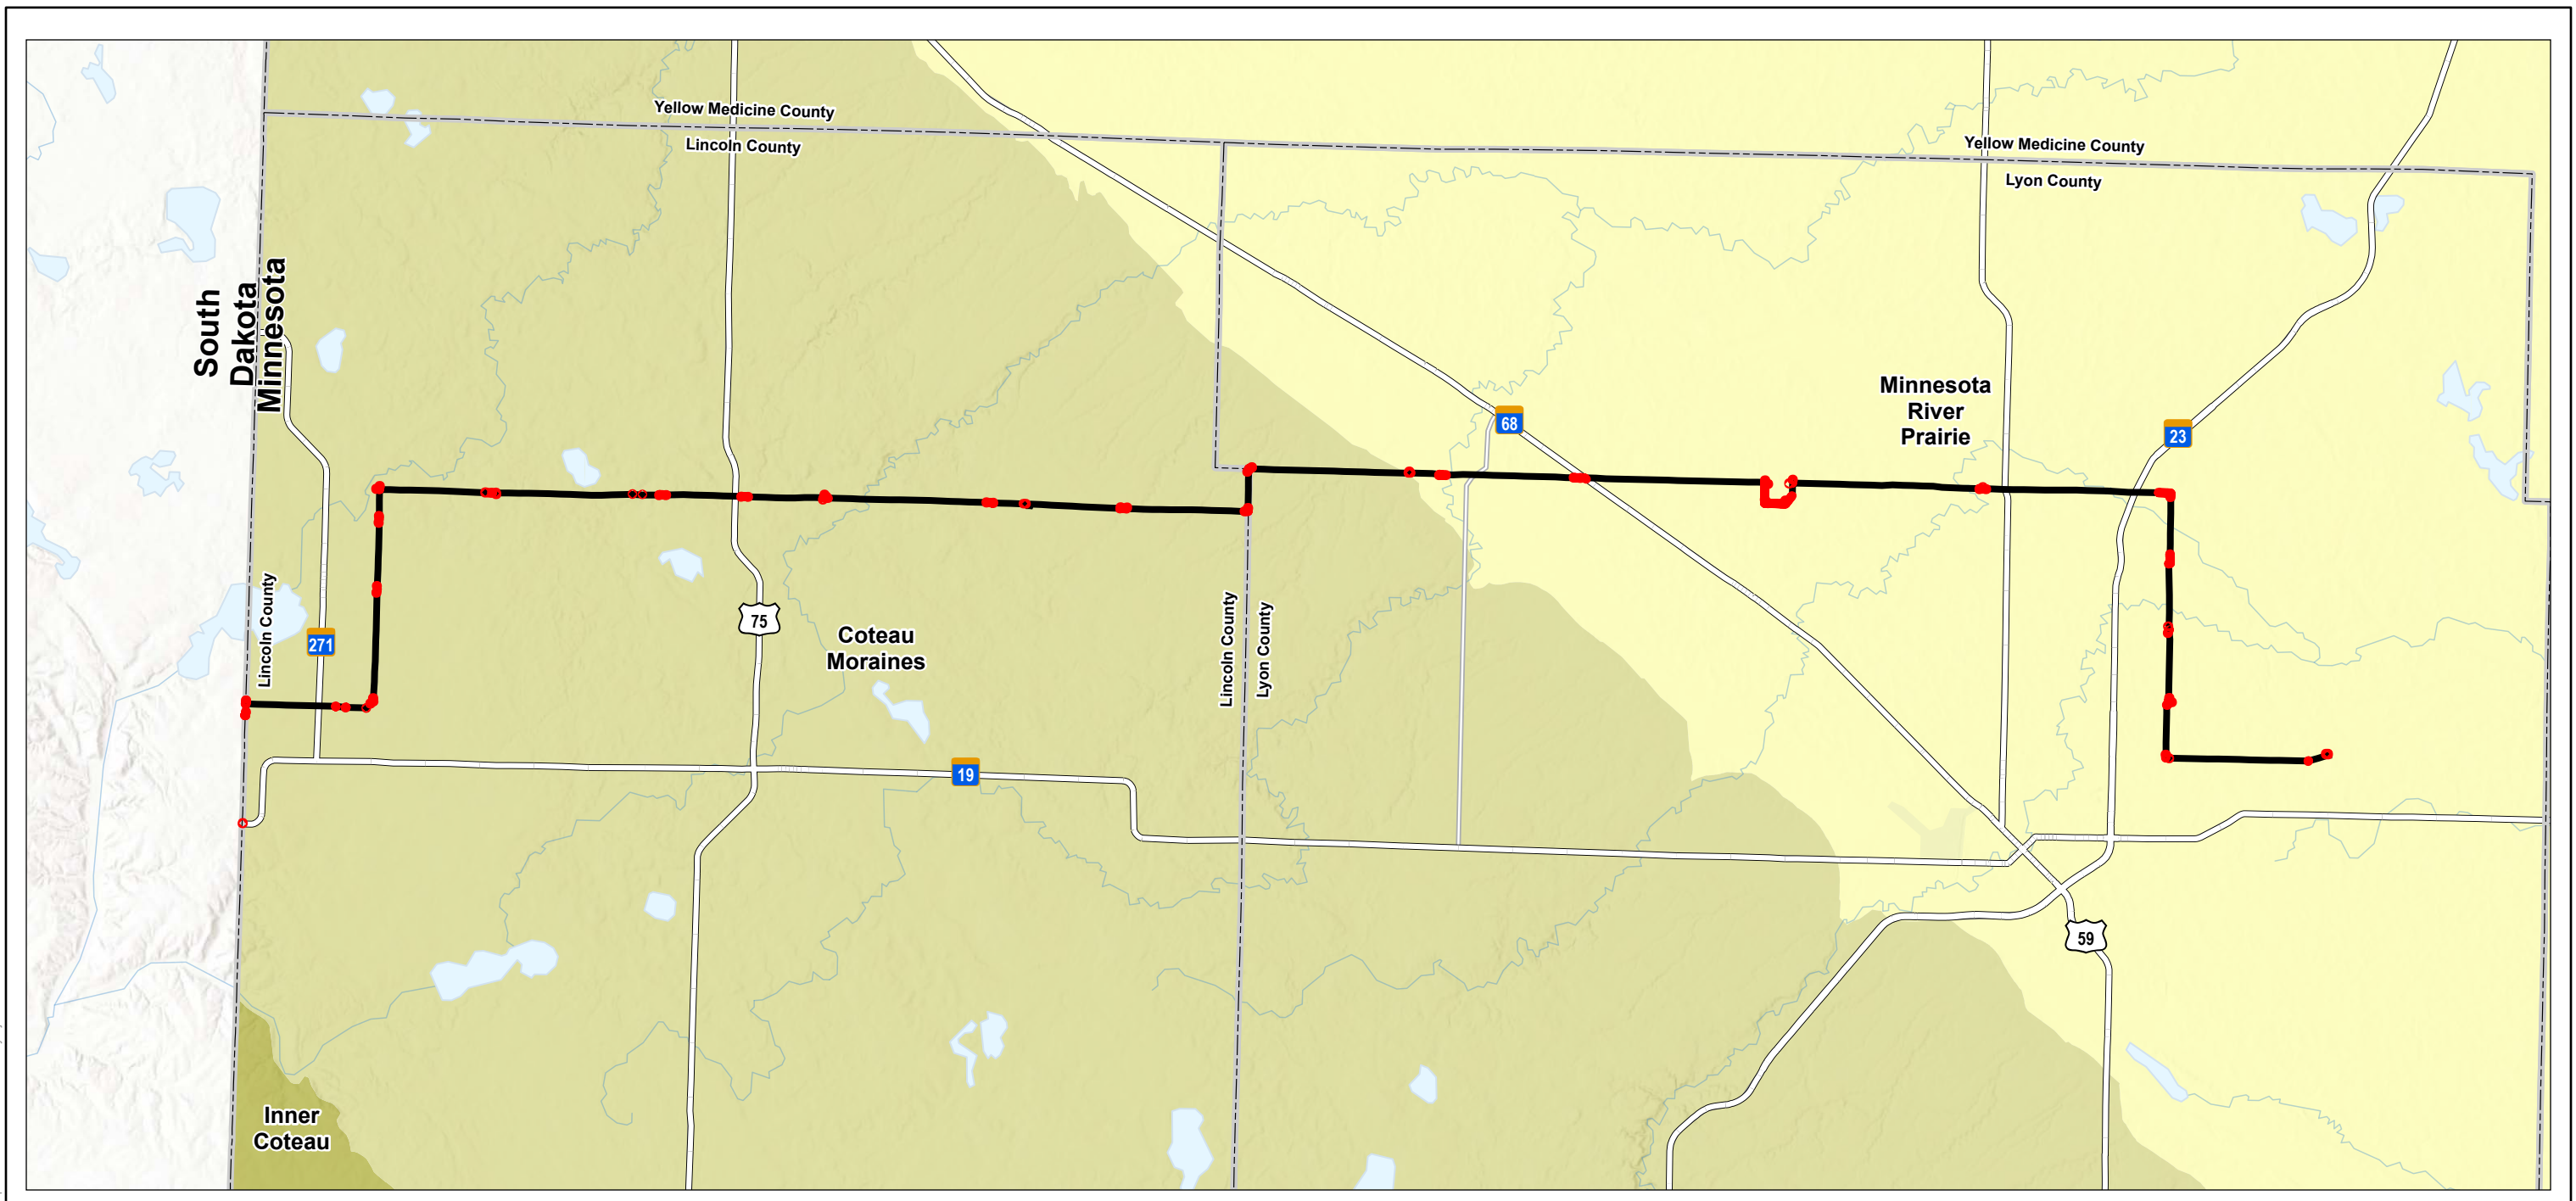 Yellow Medicine County
Lincoln County
Yellow Medicine County
Lyon County
South
Dakota
Minnesota
Minnesota
River
Prairie
68
23
Lincoln County
271
75
Coteau
Moraines
Lincoln County
Lyon County
19
59
Inner
Coteau